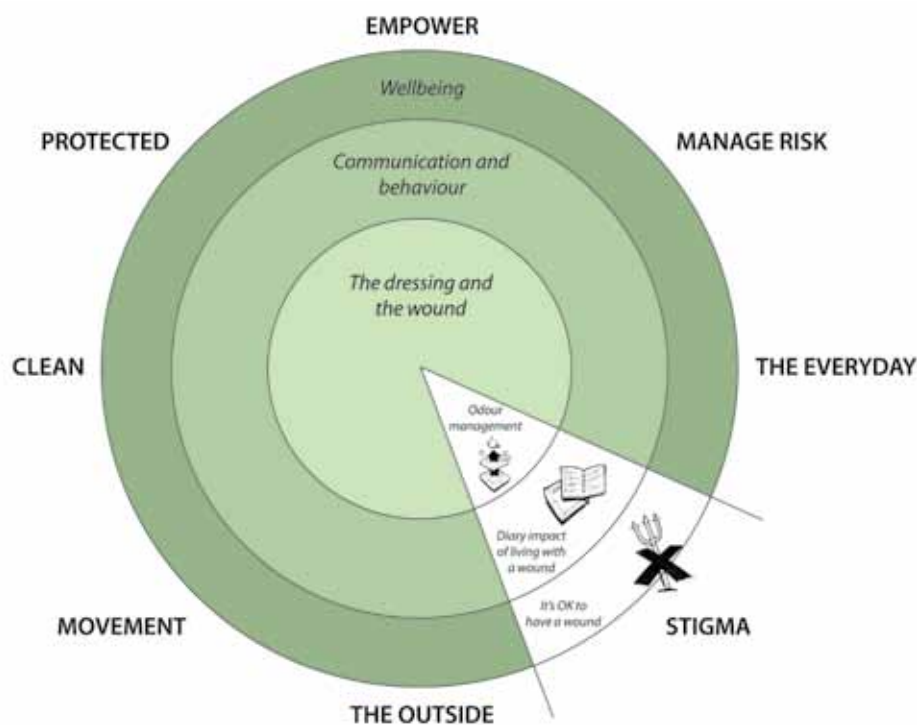 EMPOWER
Wellbeing
PROTECTED
MANAGE RISK
Communication and
behaviour
The dressing and
the wound
CLEAN
THE EVERYDAY
Odour
management
Diary impact
of living with
a wound
It's OK to
have a wound
MOVEMENT
STIGMA
THE OUTSIDE